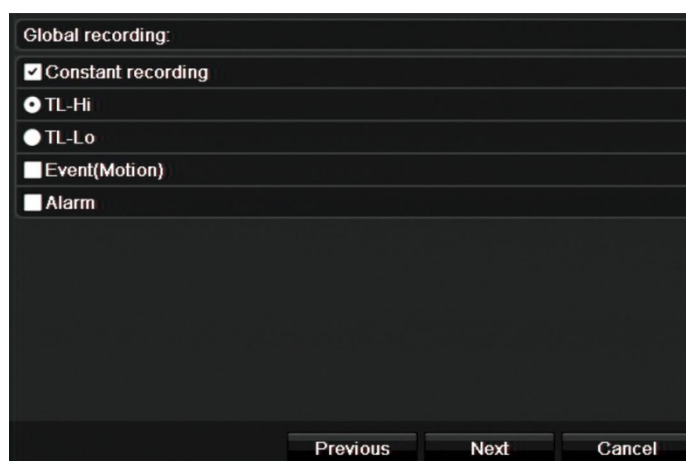 Global recording:
Constant recording
TL-Hi
TL-Lo
Event(Motion)
Alarm
Previous Next Cancel